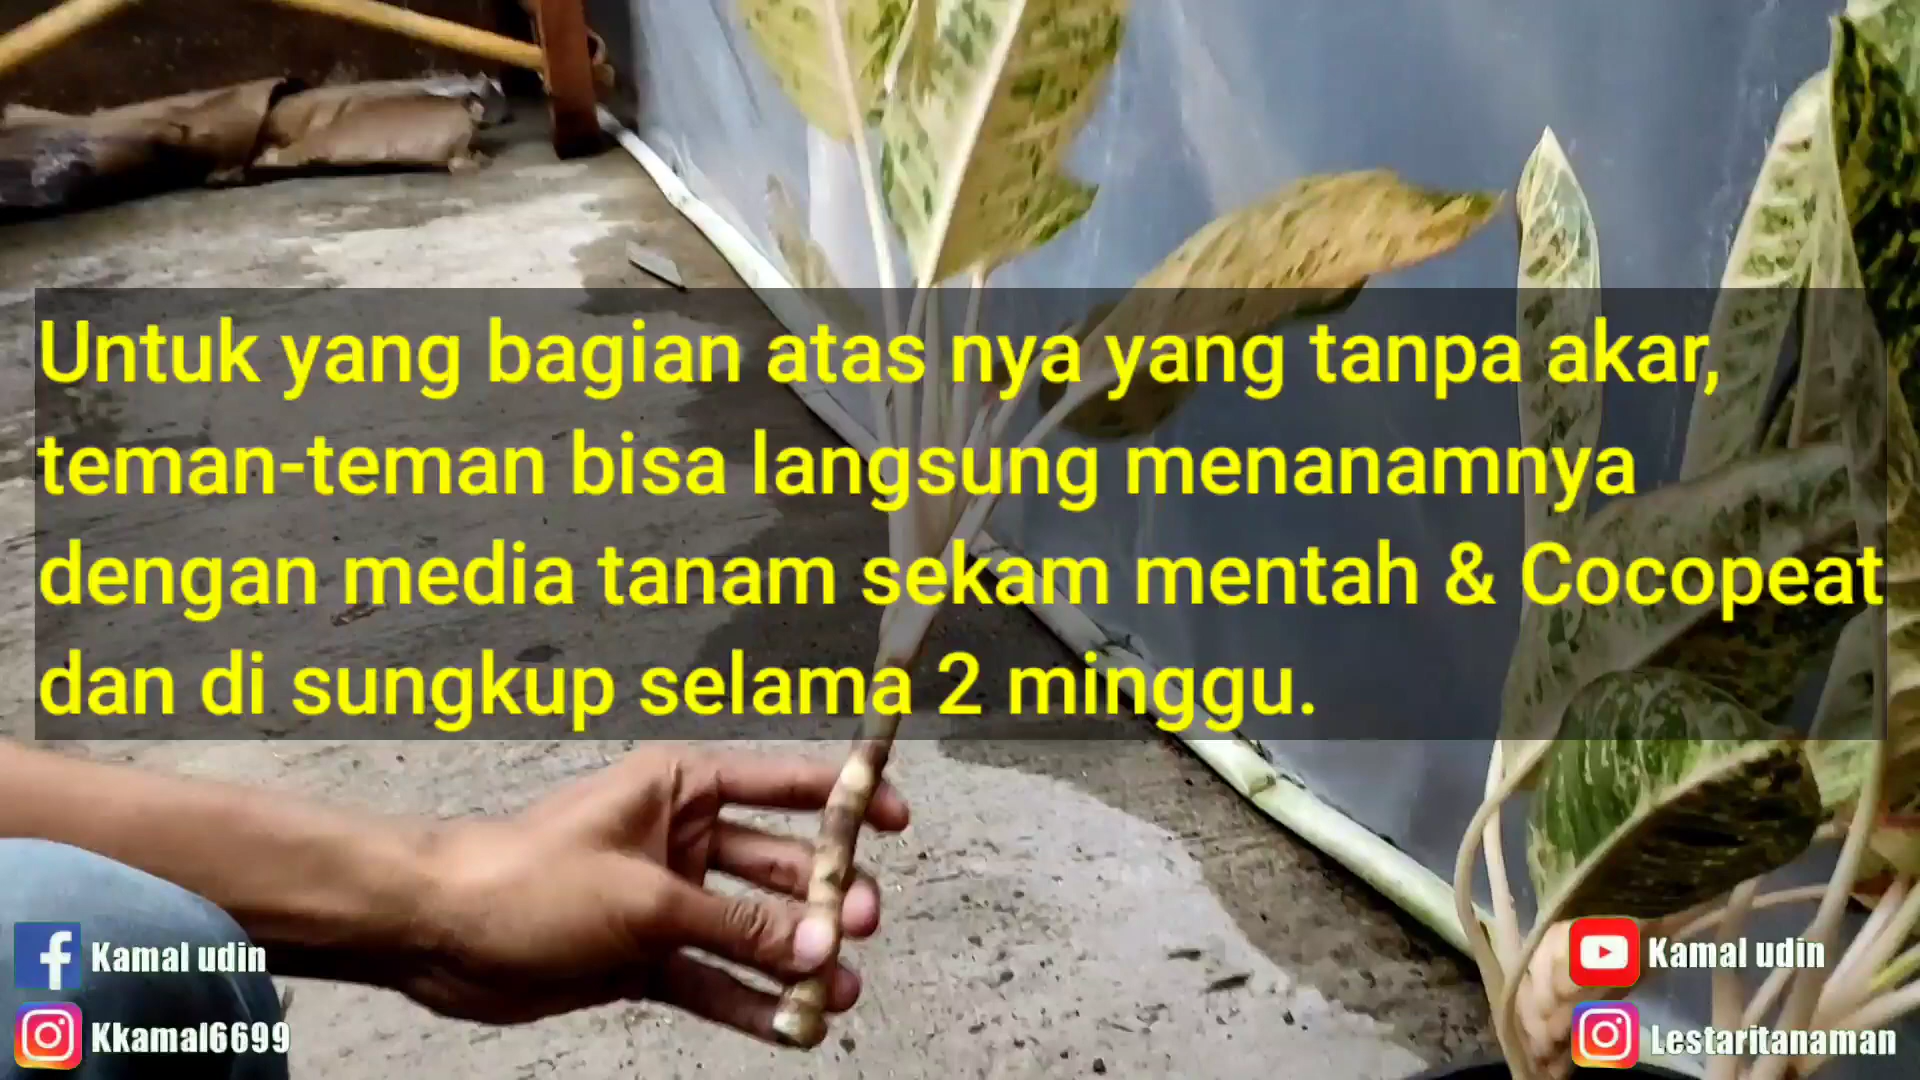 Untuk yang bagian atas nya yang tanpa akar,
teman-teman bisa langsung menanamnya
dengan media tanam sekam mentah & Cocopeat
dan di sungkup selama 2 minggu.
Kamal udin
Kkamal6699
Kamal udin
Lestaritanaman